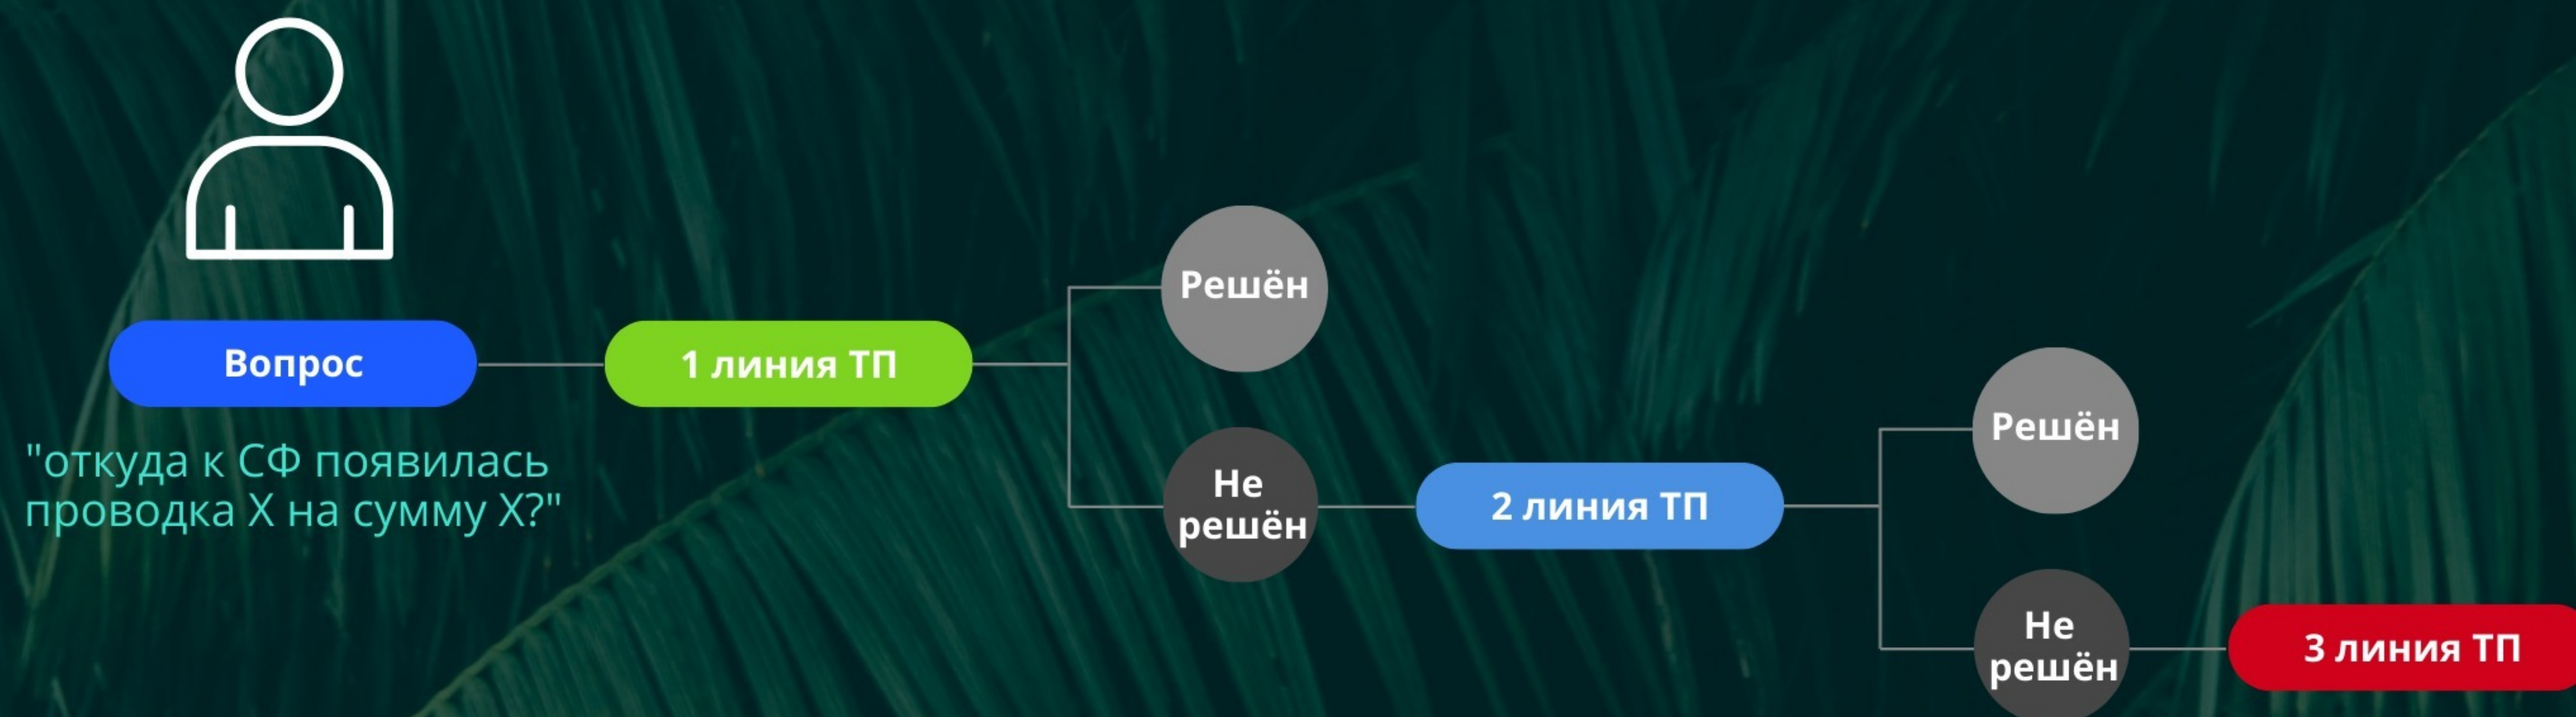 Вопрос
"откуда к СФ появилась
проводка Х на сумму Х?"
1 линия ТП
Решён
Не
решён
2 линия ТП
Решён
Не
решён
3 линия ТП